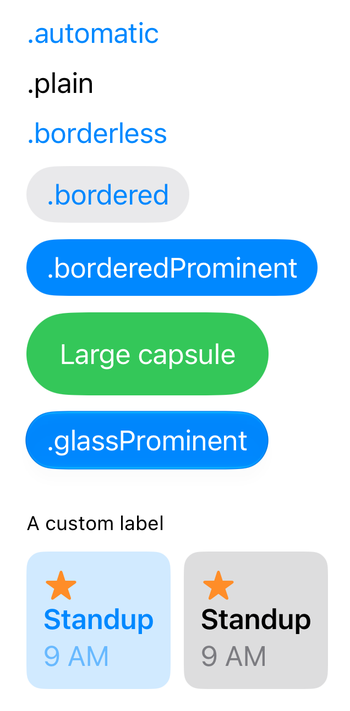 .automatic
.plain
.borderless
.bordered
.borderedProminent
Large capsule
.glassProminent
A custom label
Standup
9 AM
Standup
9 AM